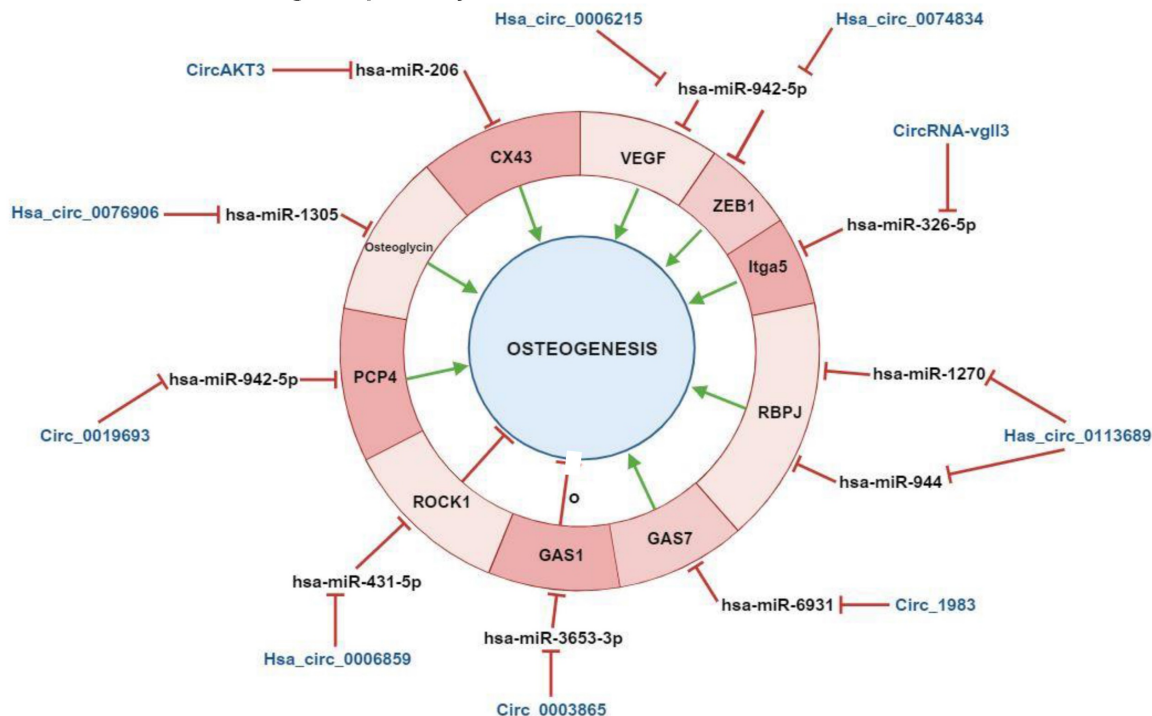 Hsa_circ_0006215
Hsa_circ_0074834
CircAKT3
hsa-miR-206
hsa-miR-942-5p
CircRNA-vgll3
CX43
VEGF
ZEB1
Hsa_circ_0076906
hsa-miR-1305
hsa-miR-326-5p
Osteoglycin
Itga5
OSTEOGENESIS
hsa-miR-942-5p
PCP4
hsa-miR-1270
RBPJ
Circ_0019693
Has_circ_0113689
hsa-miR-944
ROCK1
o
GAS7
GAS1
hsa-miR-431-5p
hsa-miR-6931
Circ_1983
hsa-miR-3653-3p
Hsa_circ_0006859
Circ_0003865